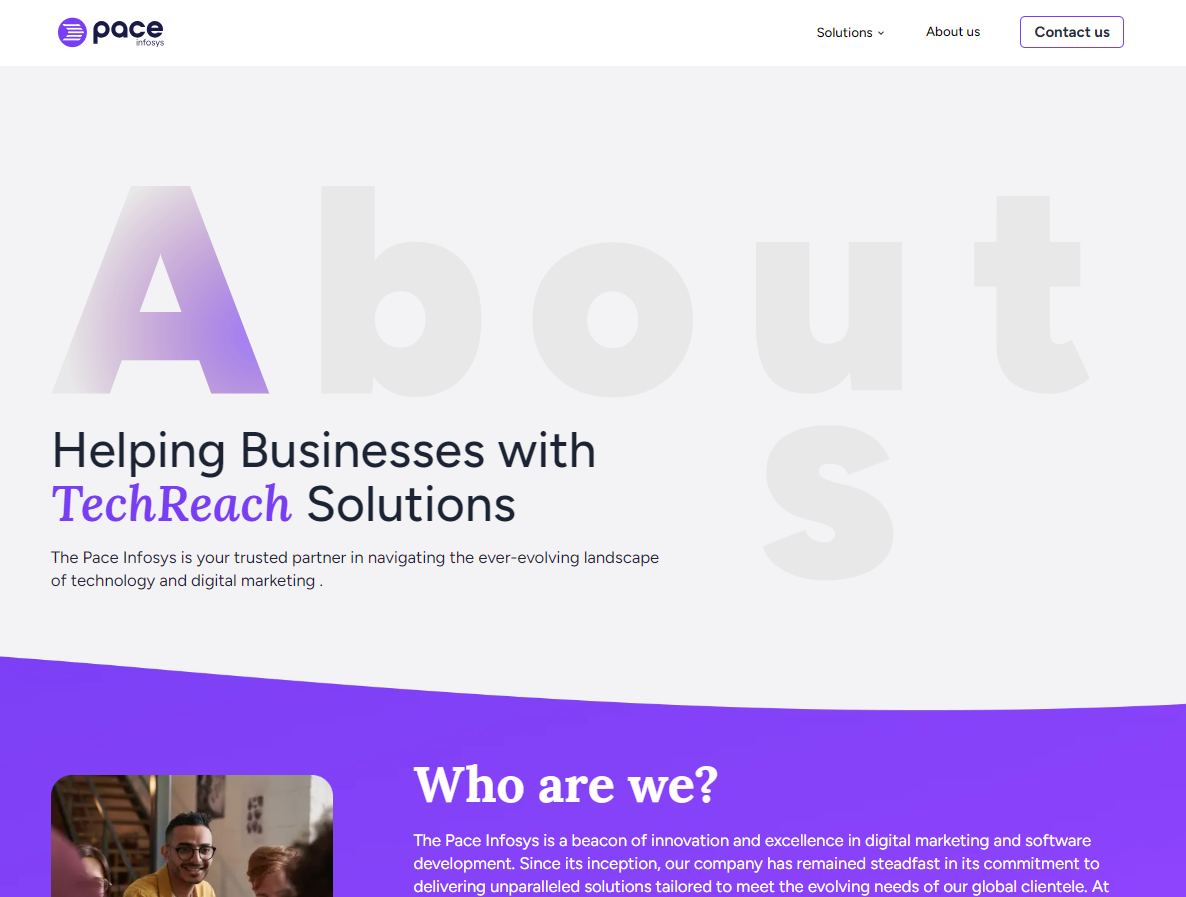 pace
infosys
Solutions
About us
Contact us
About
s
Helping Businesses with
TechReach Solutions
The Pace Infosys is your trusted partner in navigating the ever-evolving landscape
of technology and digital marketing .
Who are we?
The Pace Infosys is a beacon of innovation and excellence in digital marketing and software
development. Since its inception, our company has remained steadfast in its commitment to
delivering unparalleled solutions tailored to meet the evolving needs of our global clientele. At